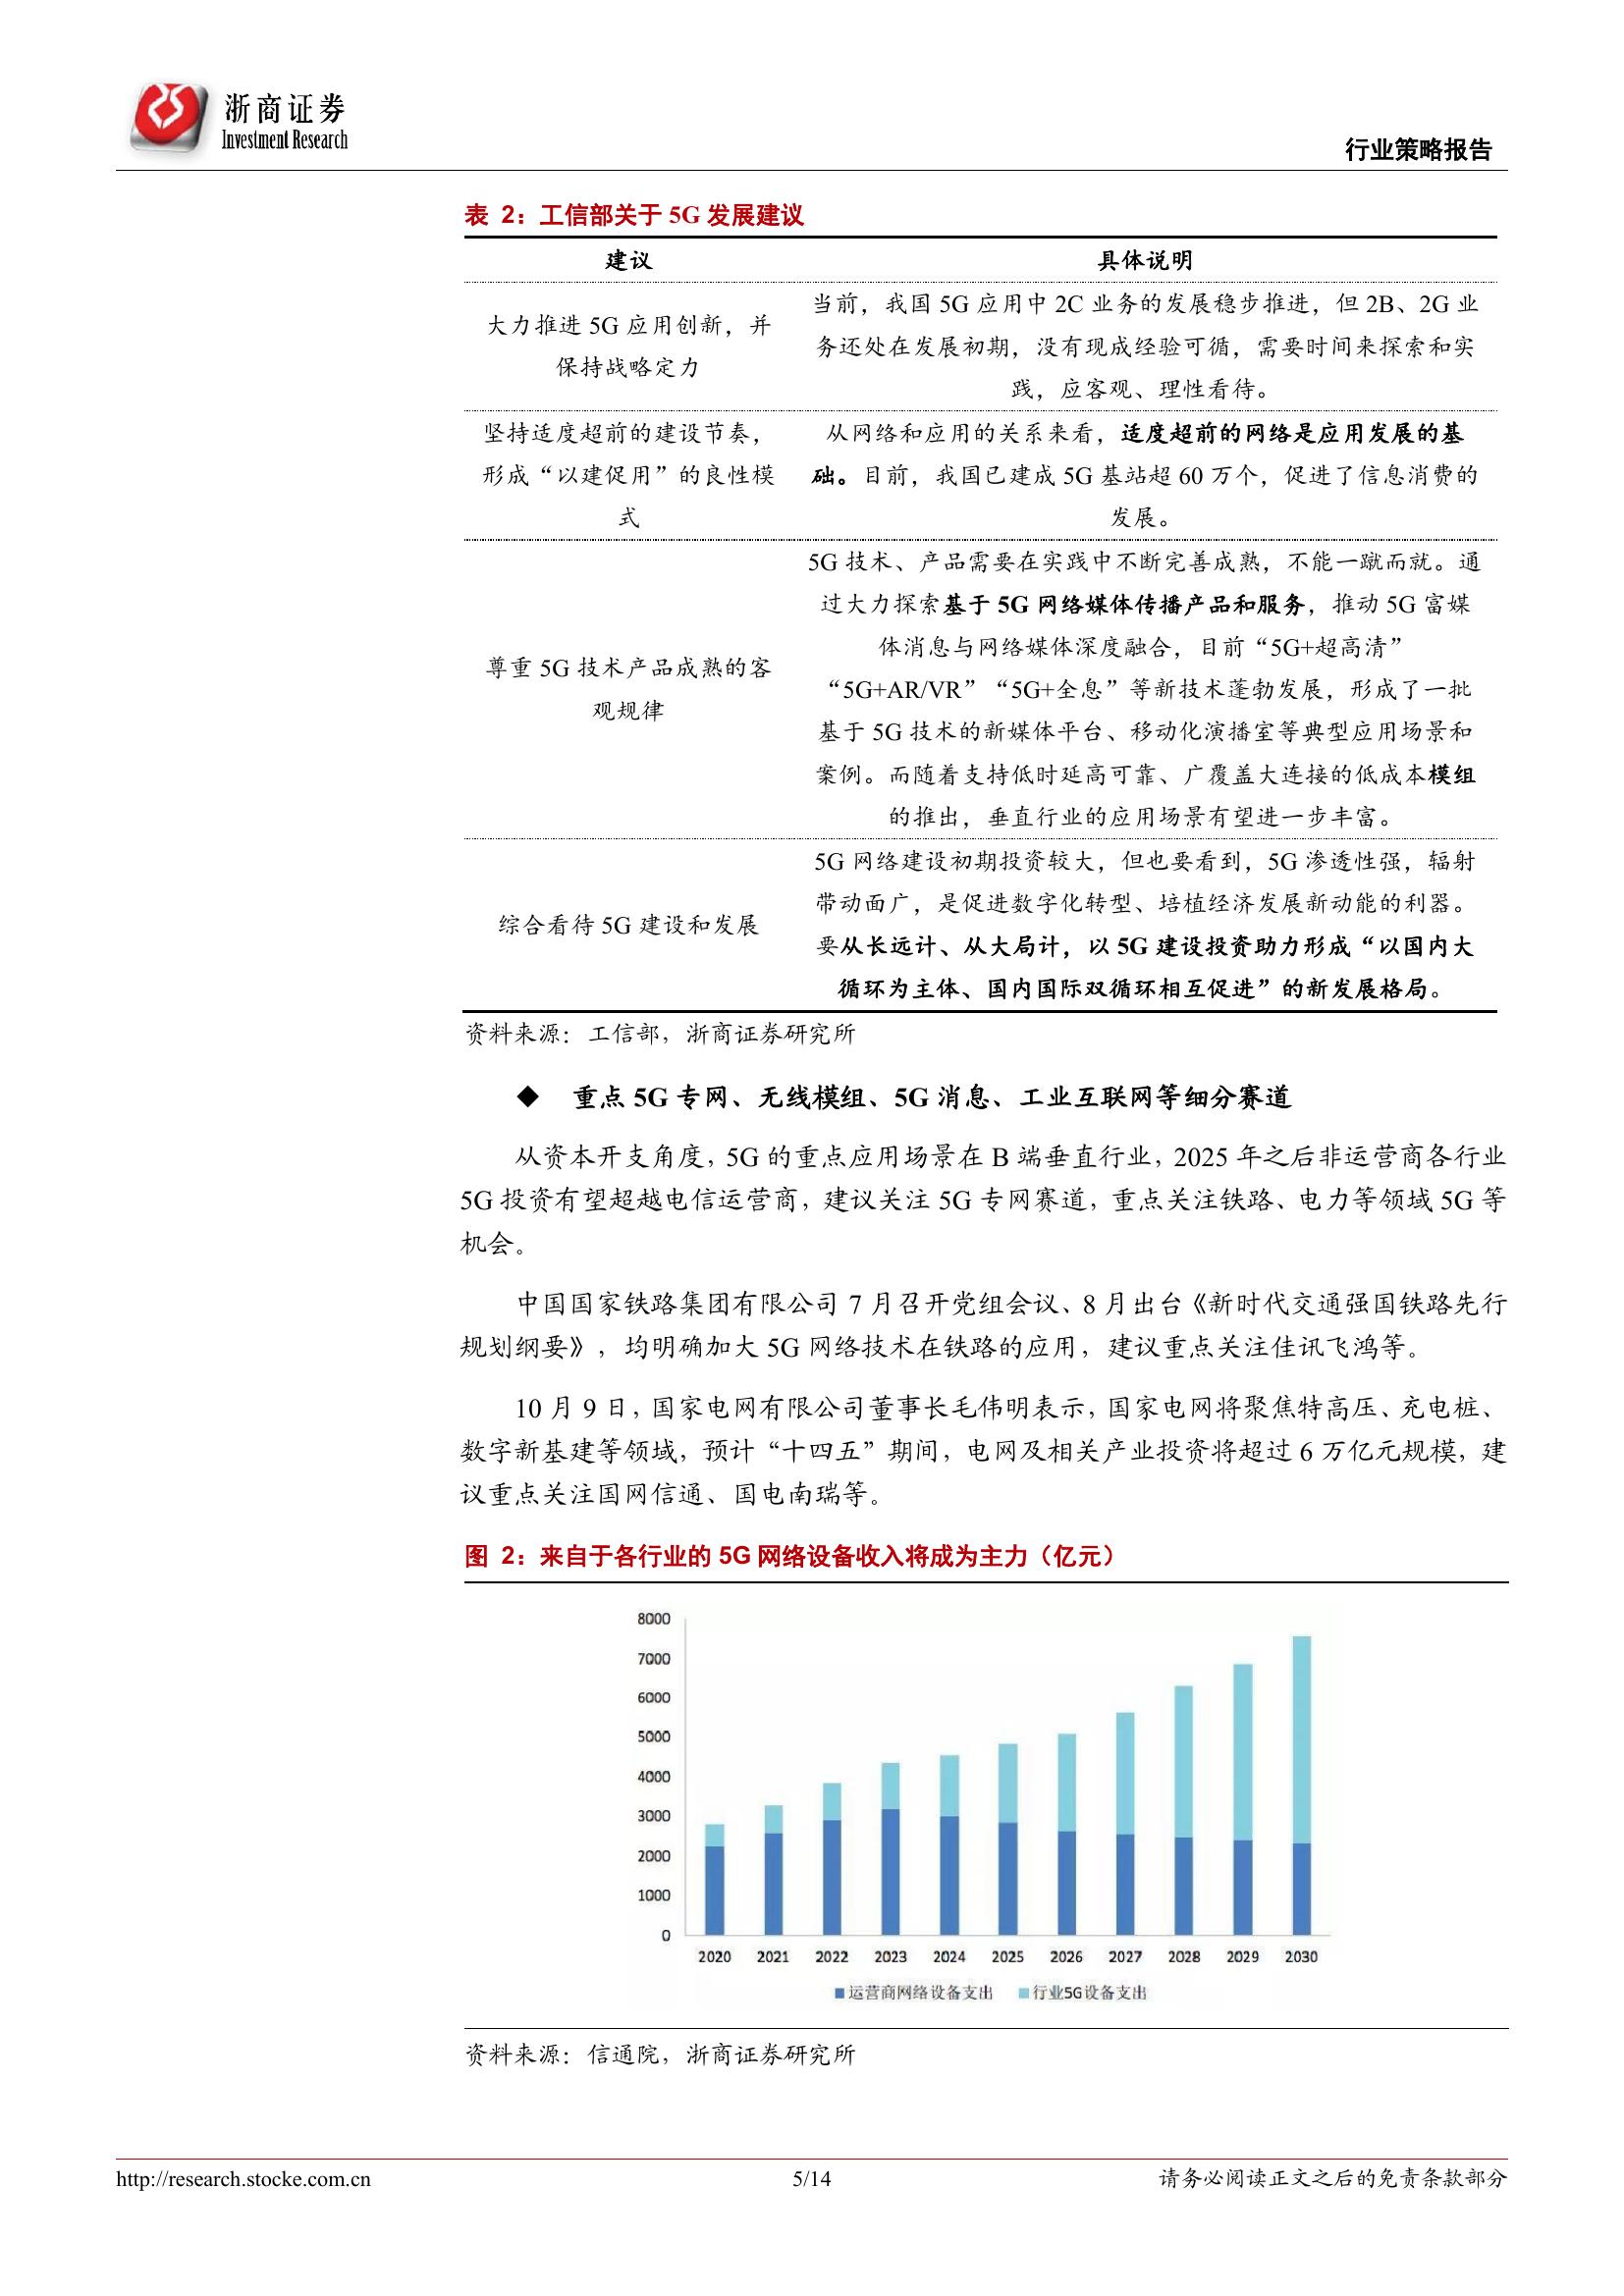 浙商证券
Investment Research
行业策略报告
表 2：工信部关于 5G 发展建议
建议
具体说明
大力推进 5G 应用创新，并
保持战略定力
当前，我国 5G 应用中 2C 业务的发展稳步推进，但 2B、2G 业
务还处在发展初期，没有现成经验可循，需要时间来探索和实
践，应客观、理性看待。
坚持适度超前的建设节奏，
形成“以建促用”的良性模
式
从网络和应用的关系来看，适度超前的网络是应用发展的基
础。目前，我国已建成 5G 基站超 60 万个，促进了信息消费的
发展。
尊重 5G 技术产品成熟的客
观规律
5G 技术、产品需要在实践中不断完善成熟，不能一蹴而就。通
过大力探索基于 5G 网络媒体传播产品和服务，推动 5G 富媒
体消息与网络媒体深度融合，目前“5G+超高清”
“5G+AR/VR”“5G+全息”等新技术蓬勃发展，形成了一批
基于 5G 技术的新媒体平台、移动化演播室等典型应用场景和
案例。而随着支持低时延高可靠、广覆盖大连接的低成本模组
的推出，垂直行业的应用场景有望进一步丰富。
综合看待 5G 建设和发展
5G 网络建设初期投资较大，但也要看到，5G 渗透性强，辐射
带动面广，是促进数字化转型、培植经济发展新动能的利器。
要从长远计、从大局计，以 5G 建设投资助力形成“以国内大
循环为主体、国内国际双循环相互促进”的新发展格局。
资料来源：工信部，浙商证券研究所
◆ 重点 5G 专网、无线模组、5G 消息、工业互联网等细分赛道
从资本开支角度，5G 的重点应用场景在 B 端垂直行业，2025 年之后非运营商各行业
5G 投资有望超越电信运营商，建议关注 5G 专网赛道，重点关注铁路、电力等领域 5G 等
机会。
中国国家铁路集团有限公司 7 月召开党组会议、8 月出台《新时代交通强国铁路先行
规划纲要》，均明确加大 5G 网络技术在铁路的应用，建议重点关注佳讯飞鸿等。
10 月 9 日，国家电网有限公司董事长毛伟明表示，国家电网将聚焦特高压、充电桩、
数字新基建等领域，预计“十四五”期间，电网及相关产业投资将超过 6 万亿元规模，建
议重点关注国网信通、国电南瑞等。
图 2：来自于各行业的 5G 网络设备收入将成为主力（亿元）
8000
7000
6000
5000
4000
3000
2000
1000
0
2020 2021 2022 2023 2024 2025 2026 2027 2028 2029 2030
运营商网络设备支出 行业5G设备支出
资料来源：信通院，浙商证券研究所
http://research.stocke.com.cn
5/14
请务必阅读正文之后的免责条款部分